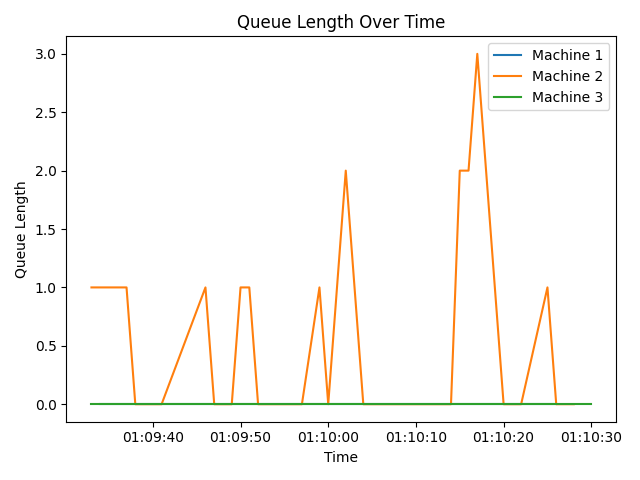 Queue Length Over Time
Machine 1
Machine 2
Machine 3
Queue Length
3.0
2.5
2.0
1.5
1.0
0.5
0.0
01:09:40 01:09:50 01:10:00 01:10:10 01:10:20 01:10:30
Time